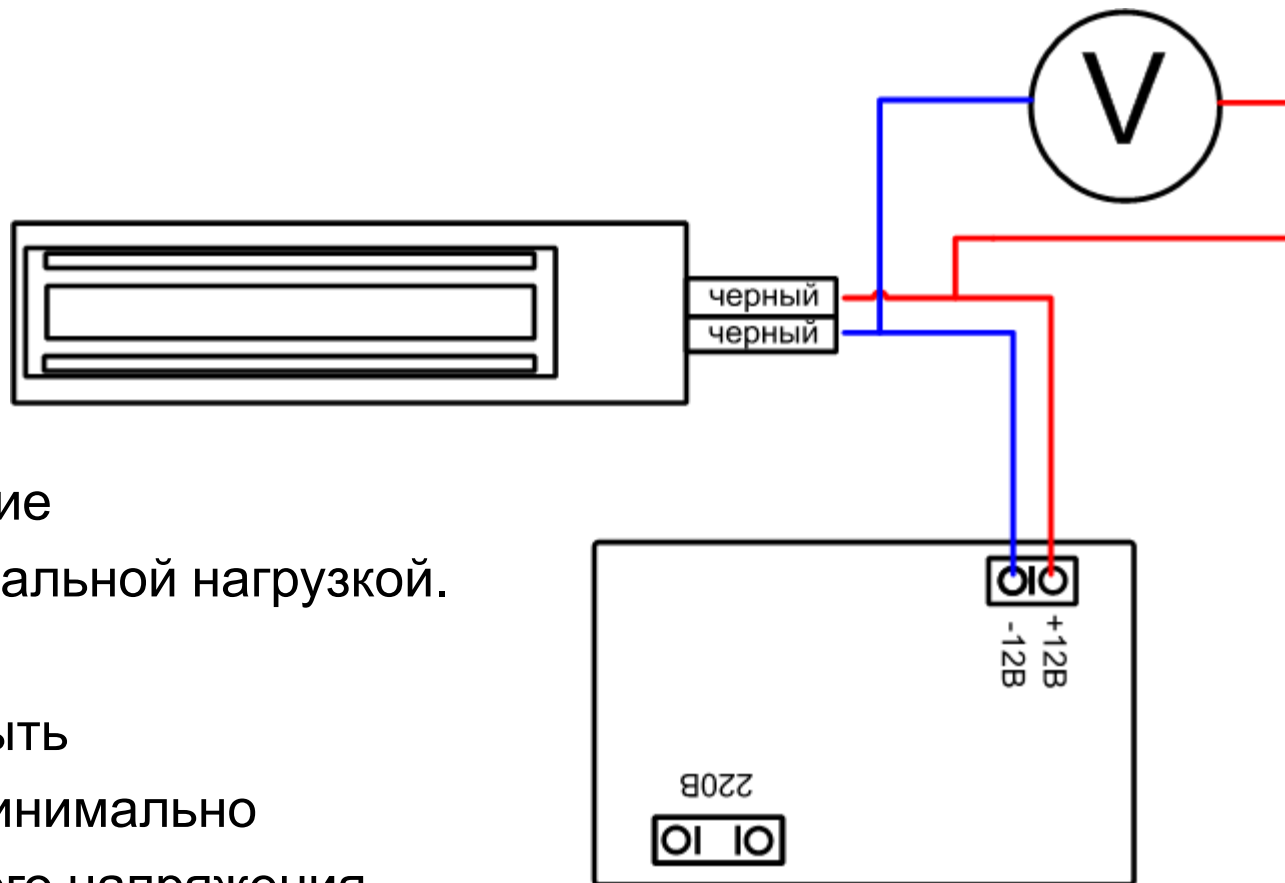 V
черный
черный
ие
альной нагрузкой.
-12В
+12В
ыть
инимально
220В